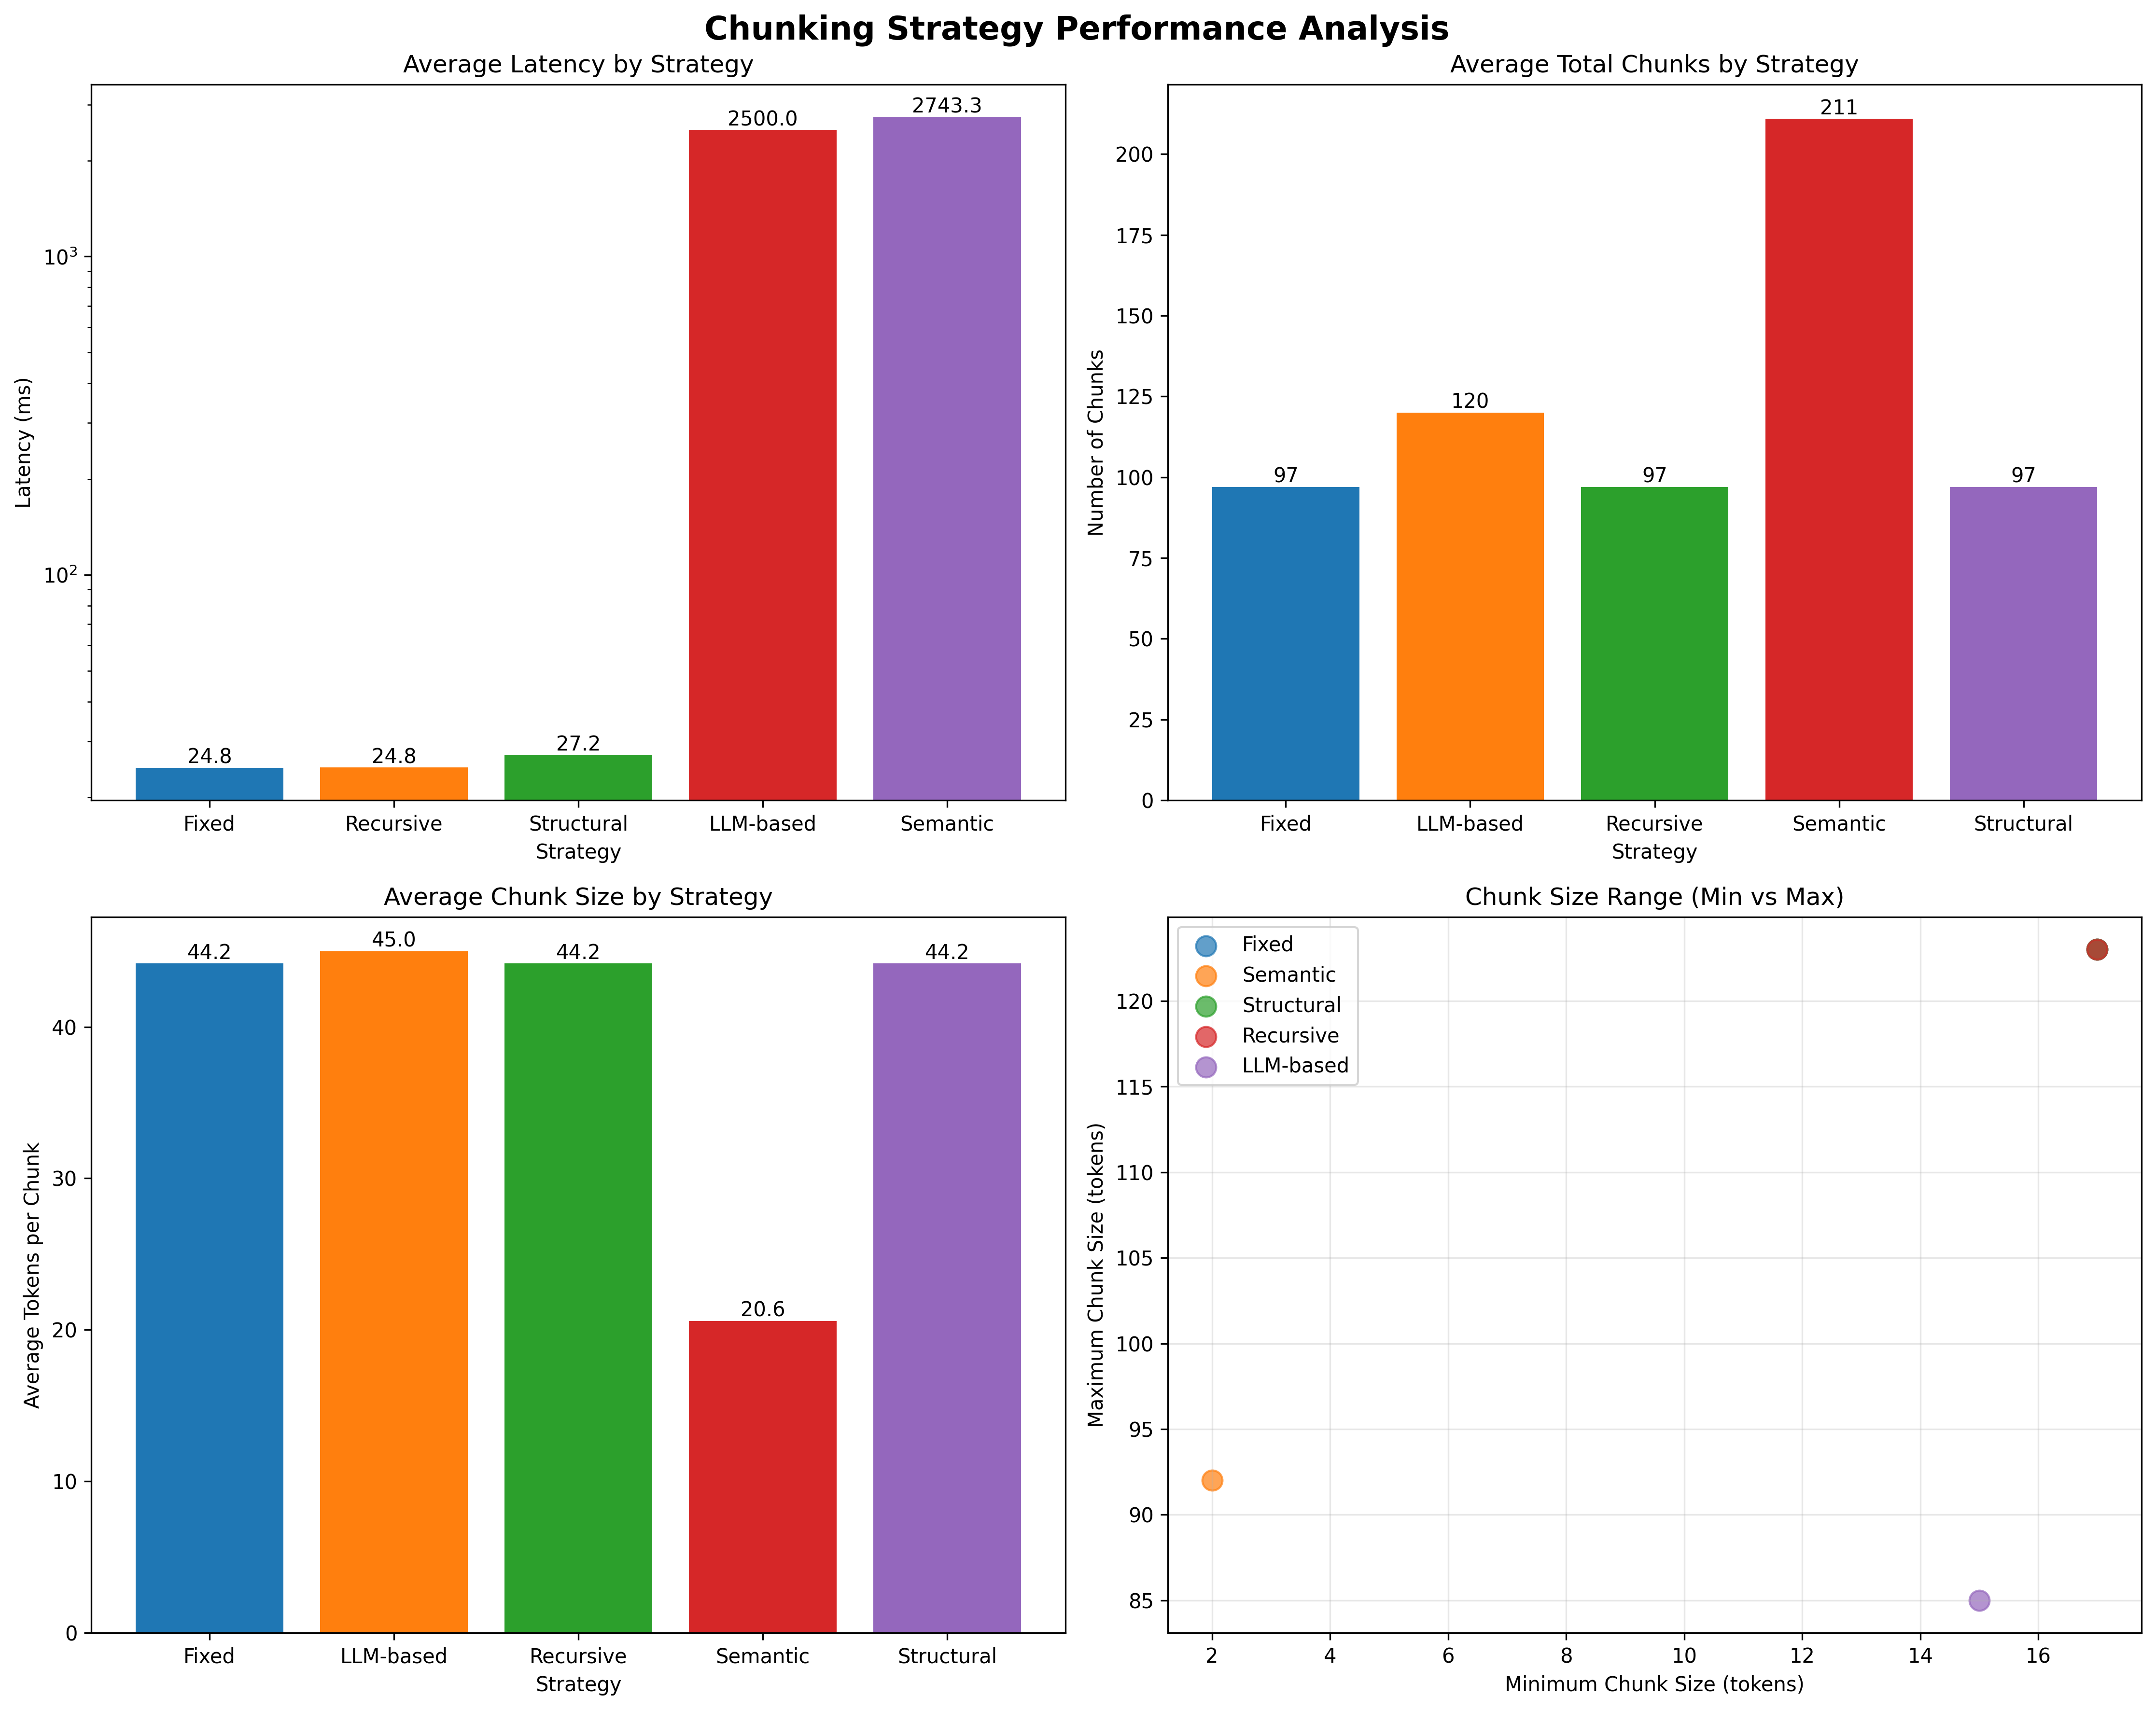 Chunking Strategy Performance Analysis
Average Latency by Strategy
Latency (ms)
10³
10²
24.8
24.8
27.2
2500.0
2743.3
Fixed
Recursive
Structural
LLM-based
Semantic
Strategy
Average Total Chunks by Strategy
Number of Chunks
200
175
150
125
100
75
50
25
0
97
120
97
211
97
Fixed
LLM-based
Recursive
Semantic
Structural
Strategy
Average Chunk Size by Strategy
Average Tokens per Chunk
40
30
20
10
0
44.2
45.0
44.2
20.6
44.2
Fixed
LLM-based
Recursive
Semantic
Structural
Strategy
Chunk Size Range (Min vs Max)
Maximum Chunk Size (tokens)
120
115
110
105
100
95
90
85
Fixed
Semantic
Structural
Recursive
LLM-based
2
4
6
8
10
12
14
16
Minimum Chunk Size (tokens)